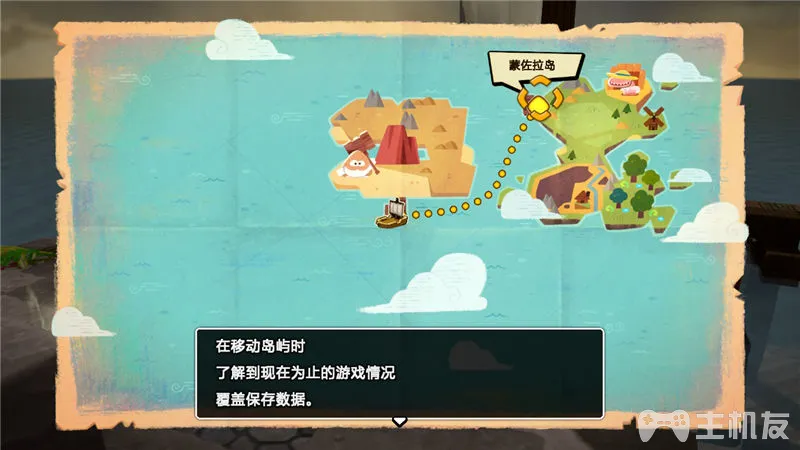 蒙佐拉岛
在移动岛屿时
了解到现在为止的游戏情况
覆盖保存数据。
主机友